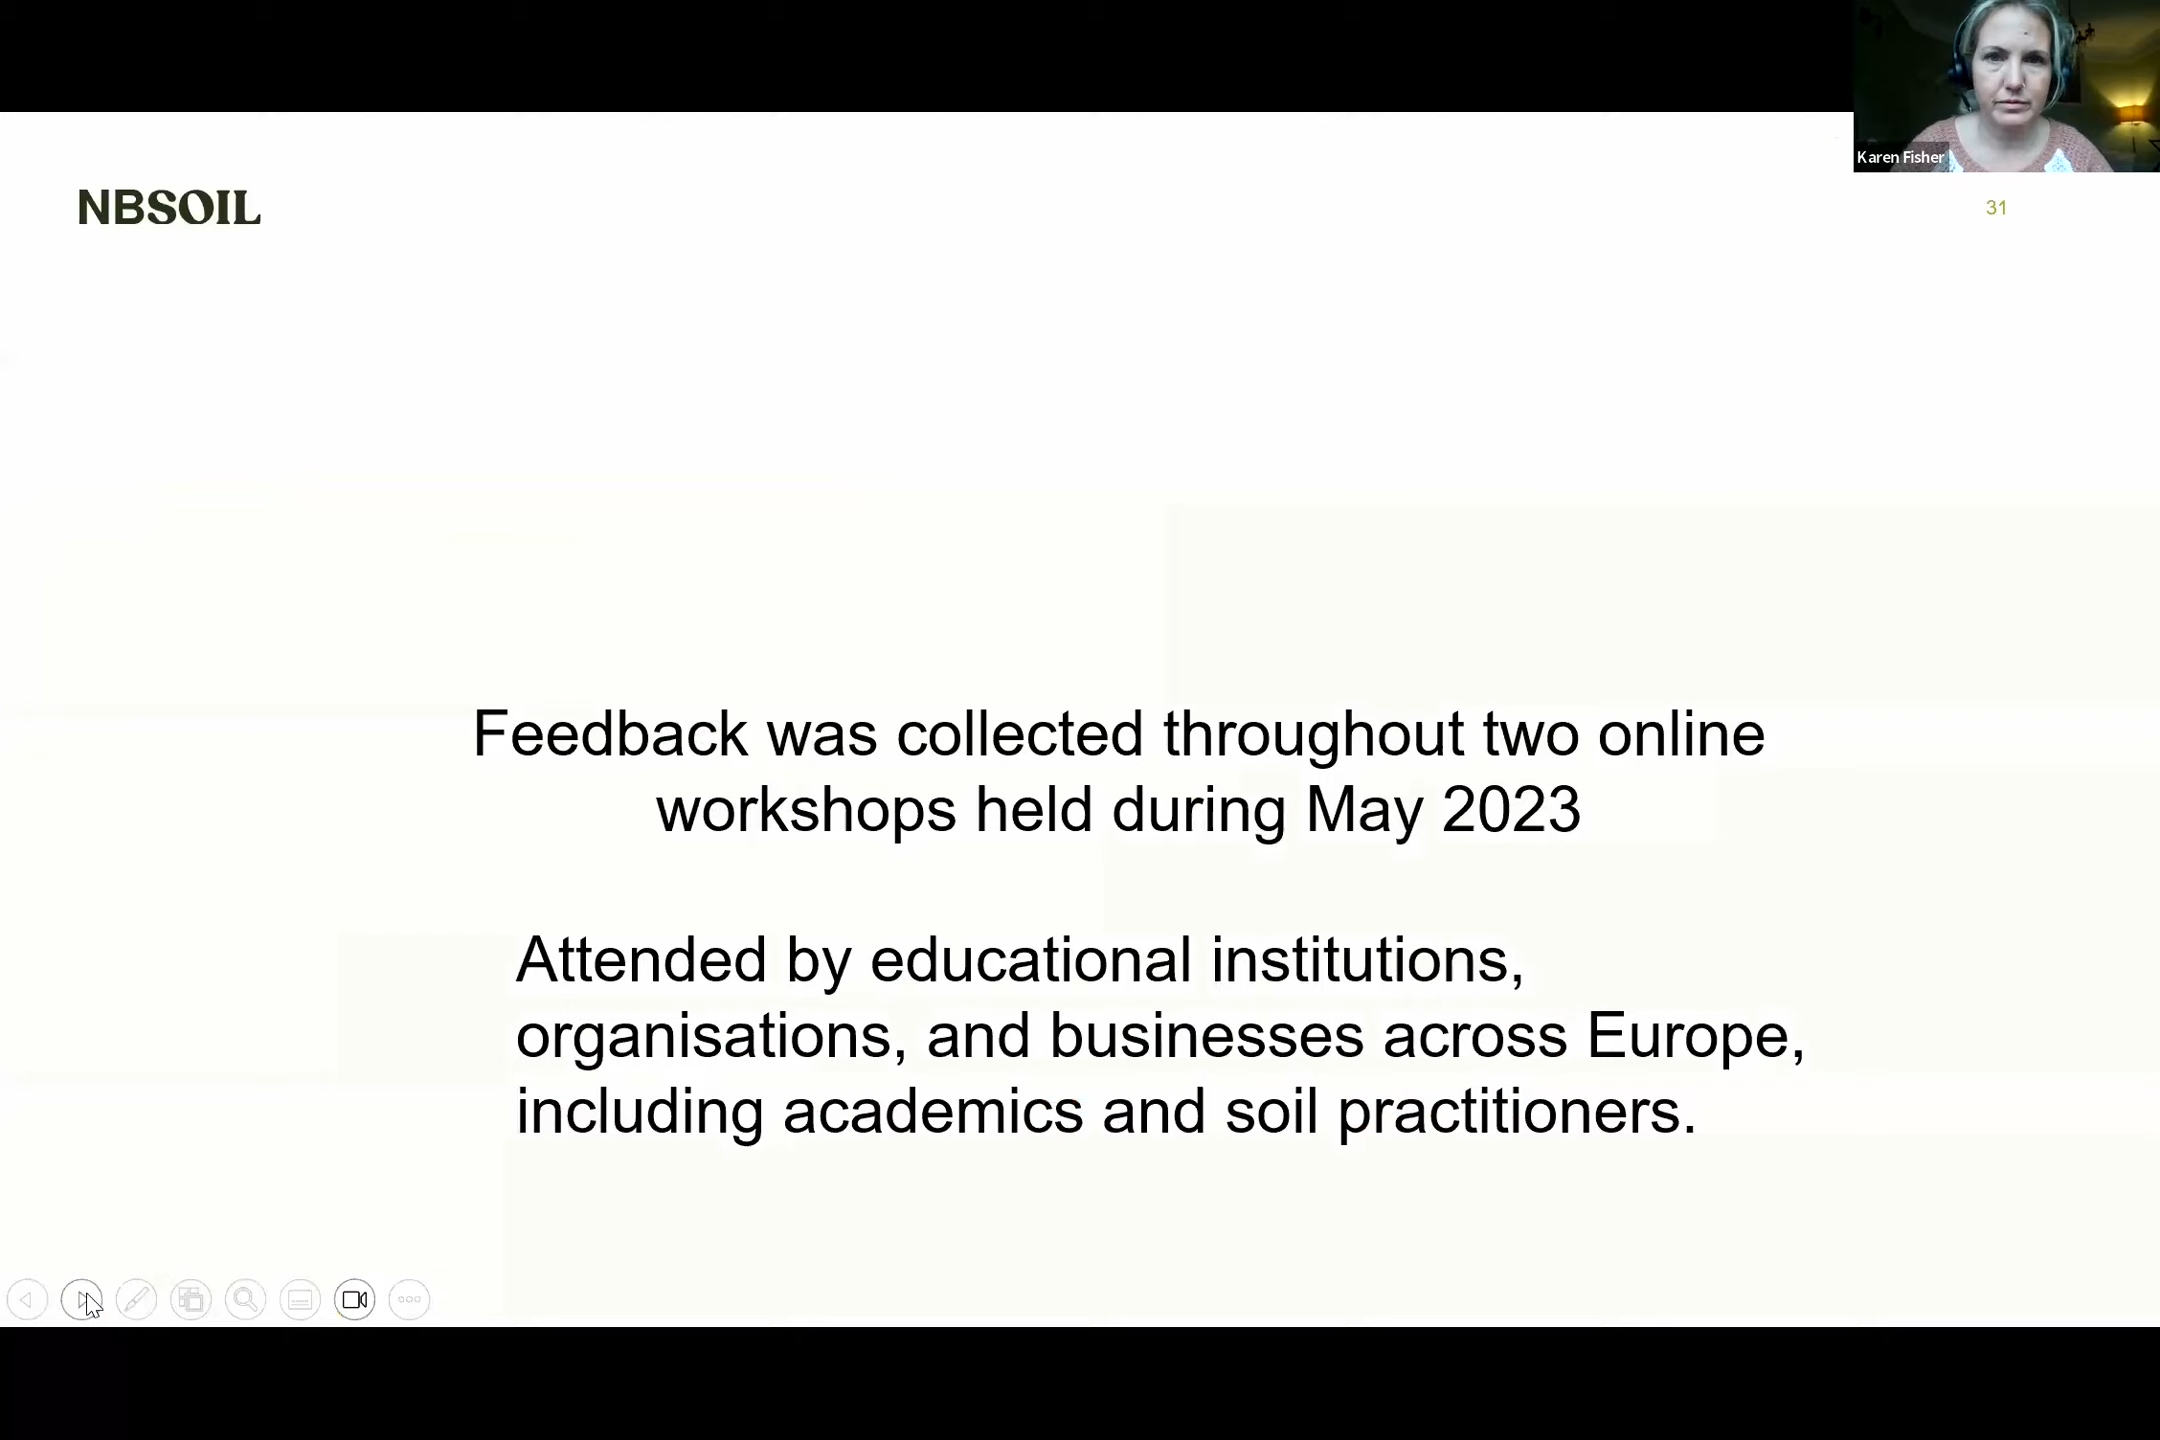 Karen Fisher
NBSOIL
31
Feedback was collected throughout two online
workshops held during May 2023
Attended by educational institutions,
organisations, and businesses across Europe,
including academics and soil practitioners.